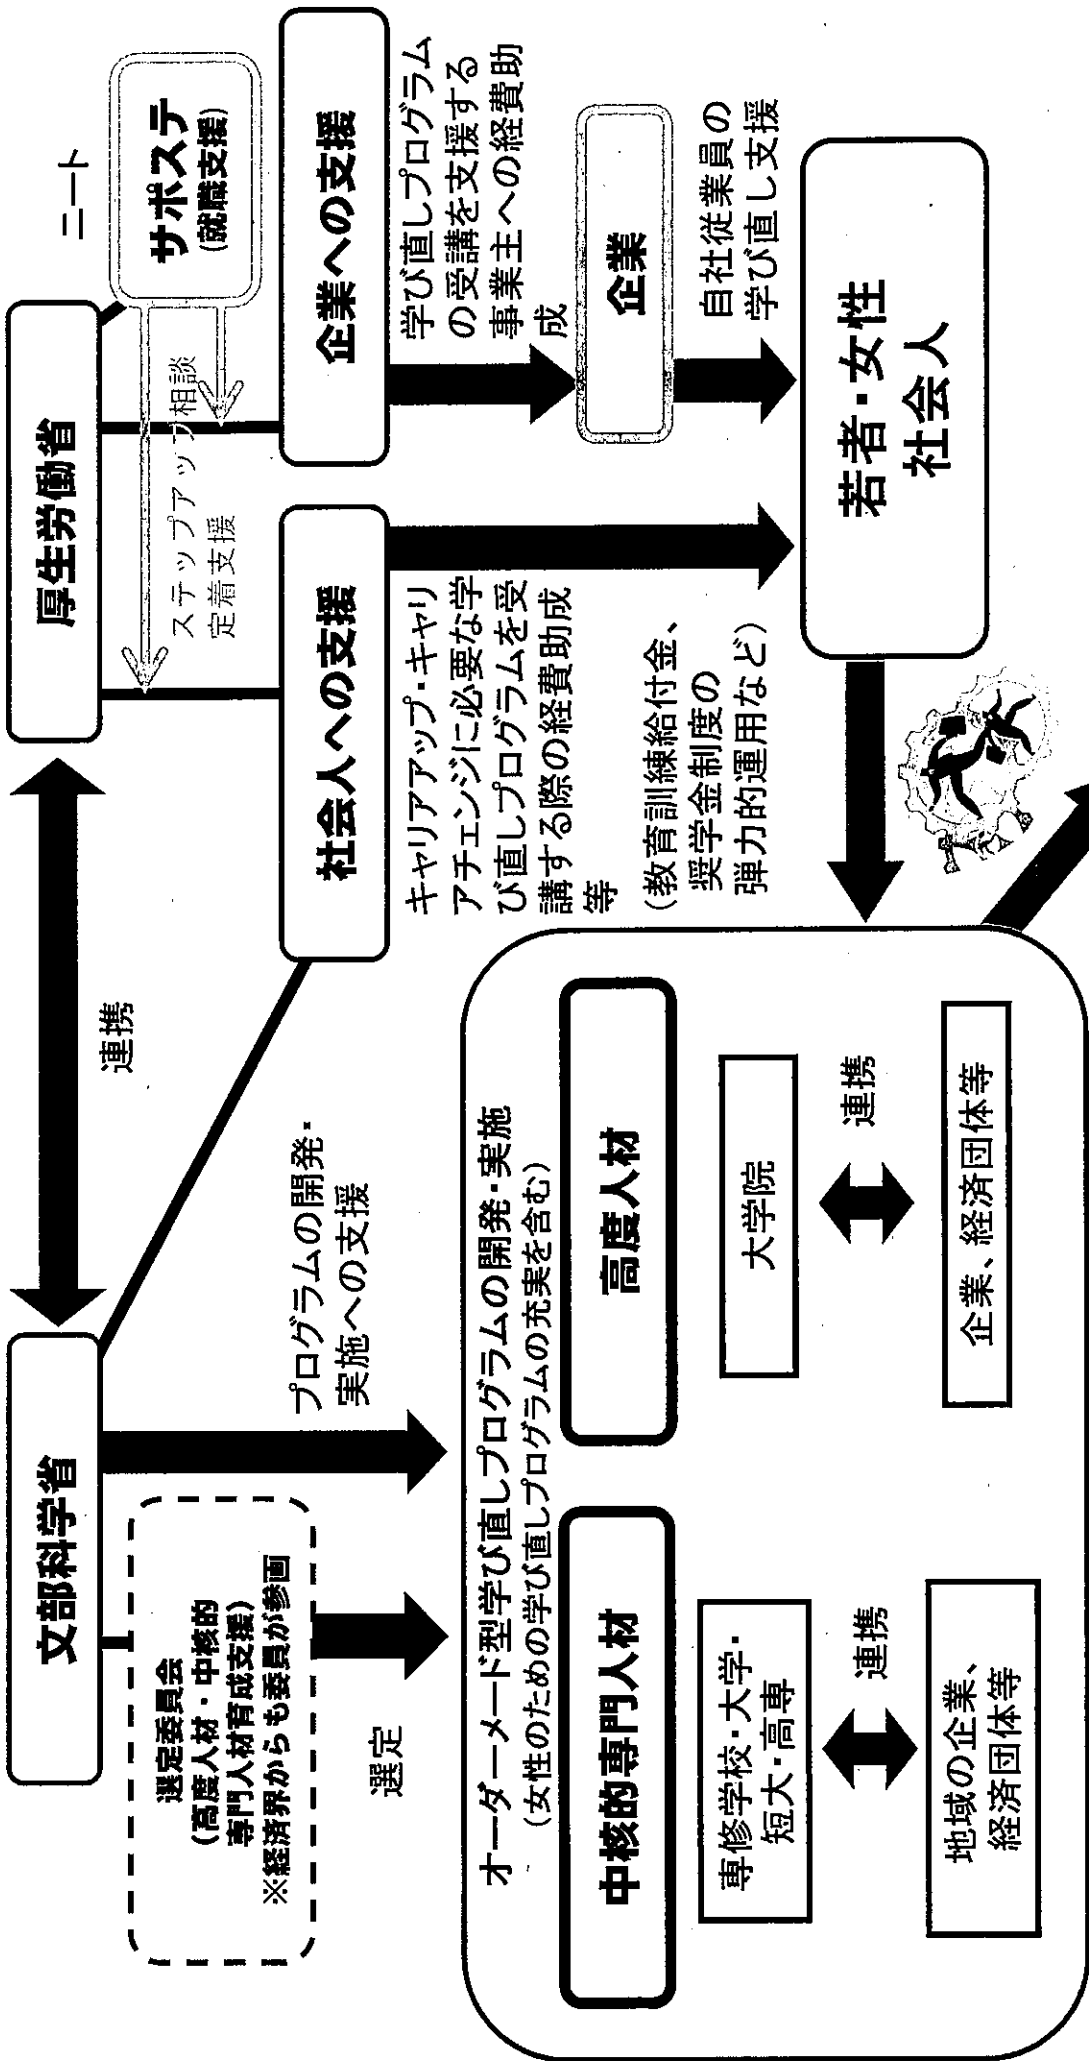 文部科学省
連携
厚生労働省
ニート
サポステ
(就職支援)
ステップアップ相談
定着支援
選定委員会
(高度人材・中核的
専門人材育成支援)
※経済界からも委員が参画
選定
プログラムの開発・
実施への支援
社会人への支援
キャリアアップ・キャリ
アチェンジに必要な学
び直しプログラムを受
講する際の経費助成
等
(教育訓練給付金、
奨学金制度の
弾力的運用など)
企業への支援
学び直しプログラム
の受講を支援する
事業主への経費助
成
企業
自社従業員の
学び直し支援
若者・女性
社会人
オーダーメード型学び直しプログラムの開発・実施
(女性のための学び直しプログラムの充実を含む)
中核的専門人材
専修学校・大学・
短大・高専
連携
地域の企業、
経済団体等
高度人材
大学院
連携
企業、経済団体等